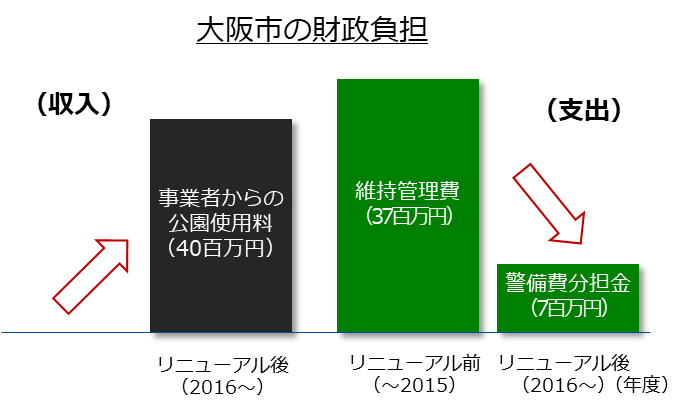 大阪市の財政負担
（収入）
（支出）
事業者からの
公園使用料
（40百万円）
維持管理費
（37百万円）
警備費分担金
（7百万円）
リニューアル後
（2016～）
リニューアル前
（～2015）
リニューアル後
（2016～）（年度）